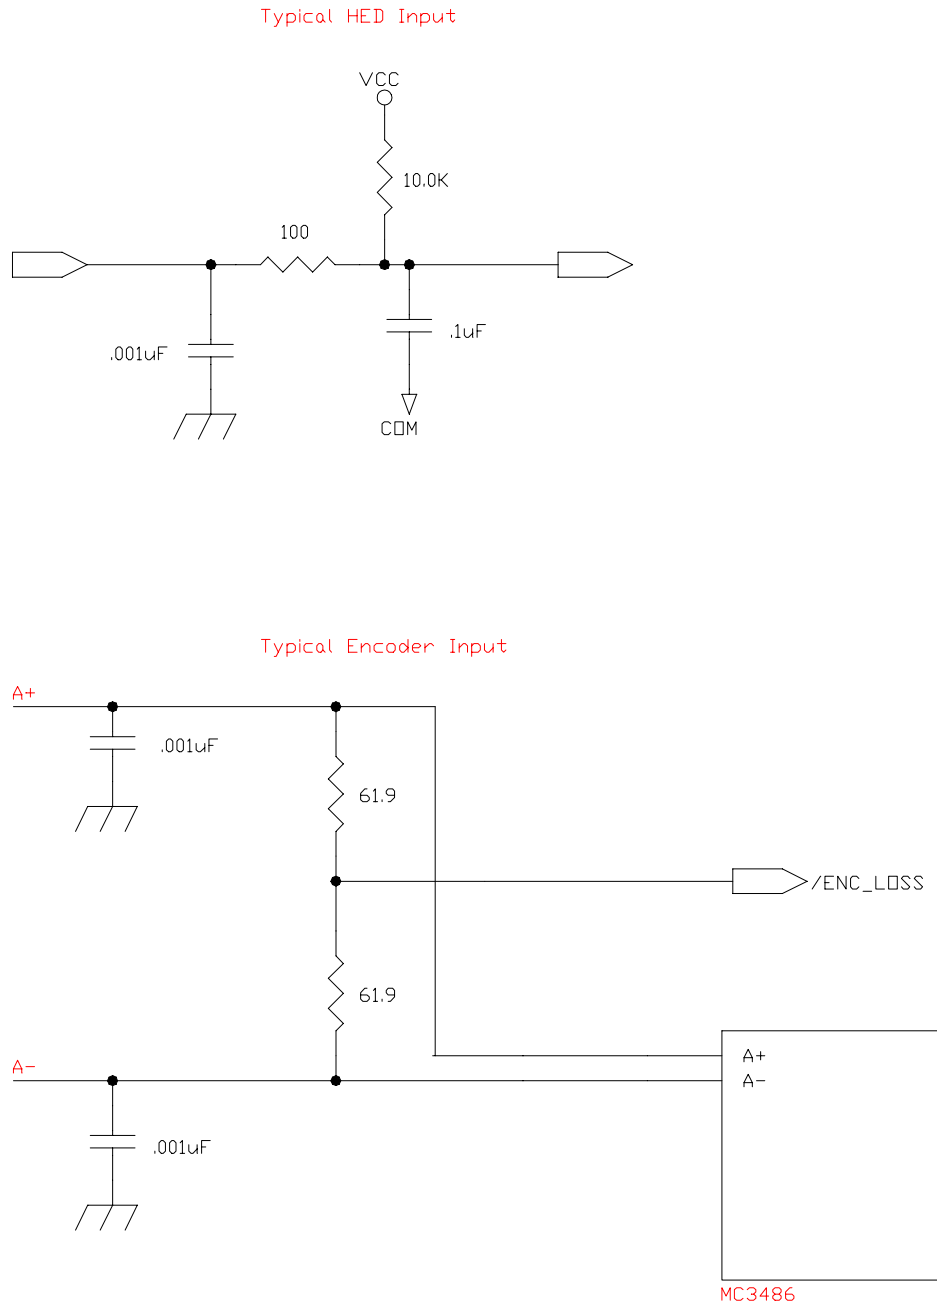 Typical HED Input
VCC
10.0K
100
.001uF
.1uF
COM
Typical Encoder Input
A+
.001uF
61.9
/ENC_LOSS
61.9
A+
A-
A-
.001uF
MC3486